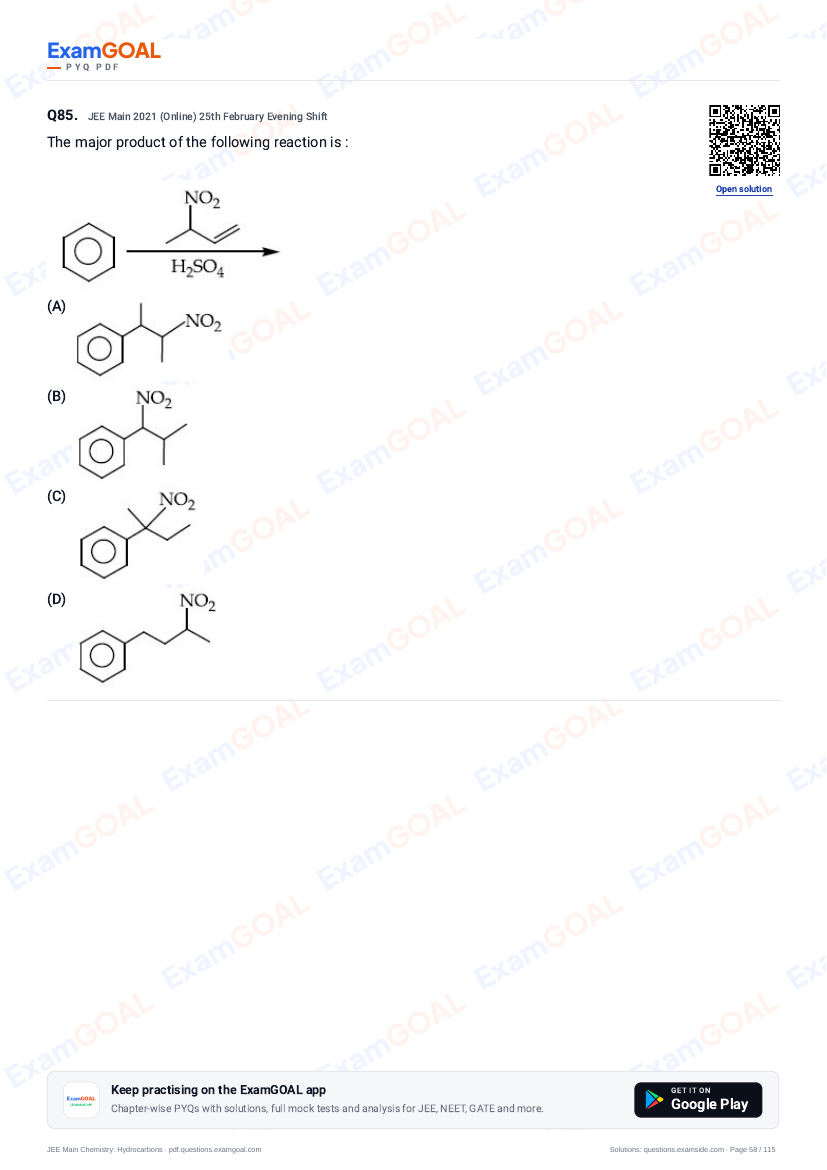 ExamGOAL
PYQ PDF
Q85. JEE Main 2021 (Online) 25th February Evening Shift
The major product of the following reaction is :
Open solution
NO2
H2SO4
(A)
NO2
(B)
NO2
(C)
NO2
(D)
NO2
ExamGOAL
Keep practising on the ExamGOAL app
Chapter-wise PYQs with solutions, full mock tests and analysis for JEE, NEET, GATE and more.
GET IT ON
Google Play
JEE Main Chemistry: Hydrocarbons · pdf.questions.examgoal.com
Solutions: questions.examside.com · Page 58 / 115